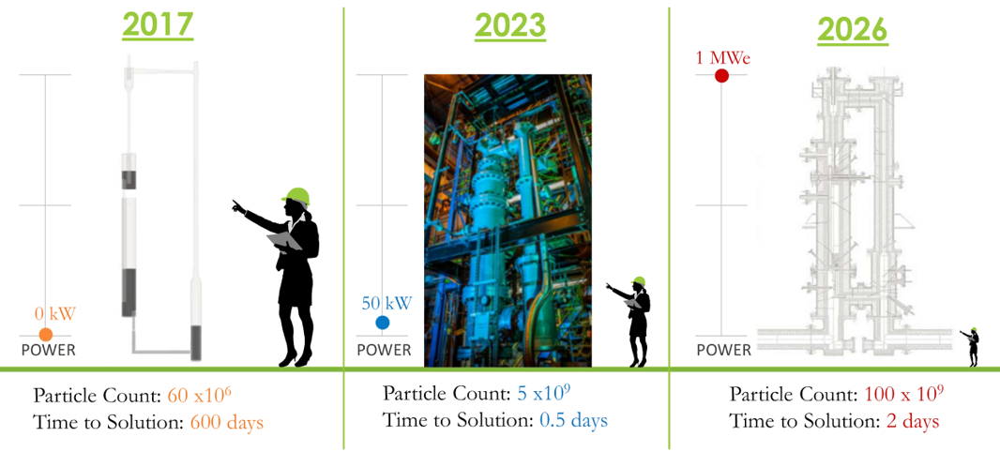 2017
0 kW
POWER
Particle Count: 60 x10⁶
Time to Solution: 600 days
2023
50 kW
POWER
Particle Count: 5 x10⁹
Time to Solution: 0.5 days
2026
1 MWe
POWER
Particle Count: 100 x 10⁹
Time to Solution: 2 days